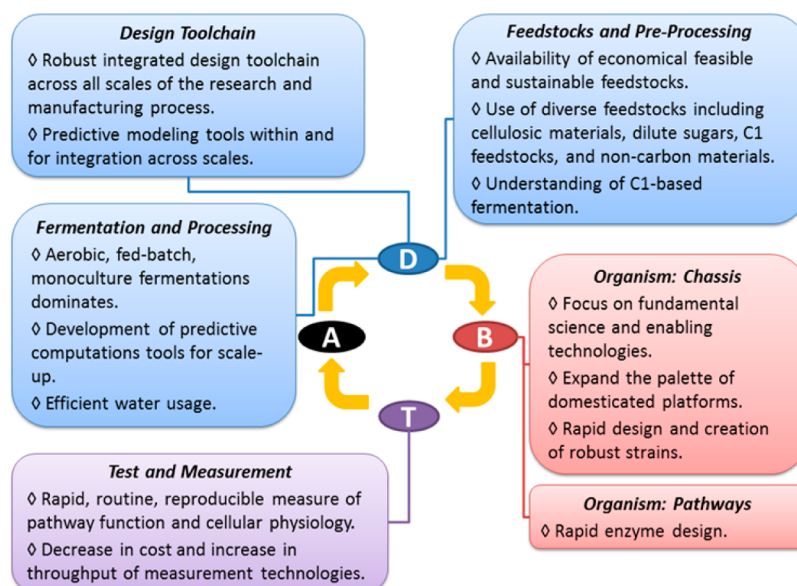 Design Toolchain
◊ Robust integrated design toolchain
across all scales of the research and
manufacturing process.
◊ Predictive modeling tools within and
for integration across scales.
Feedstocks and Pre-Processing
◊ Availability of economical feasible
and sustainable feedstocks.
◊ Use of diverse feedstocks including
cellulosic materials, dilute sugars, C1
feedstocks, and non-carbon materials.
◊ Understanding of C1-based
fermentation.
Fermentation and Processing
◊ Aerobic, fed-batch,
monoculture fermentations
dominates.
◊ Development of predictive
computations tools for scale-
up.
◊ Efficient water usage.
D
A
B
T
Organism: Chassis
◊ Focus on fundamental
science and enabling
technologies.
◊ Expand the palette of
domesticated platforms.
◊ Rapid design and creation
of robust strains.
Test and Measurement
◊ Rapid, routine, reproducible measure of
pathway function and cellular physiology.
◊ Decrease in cost and increase in
throughput of measurement technologies.
Organism: Pathways
◊ Rapid enzyme design.